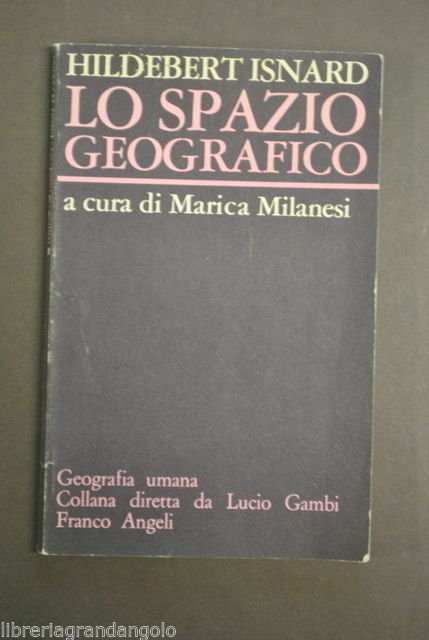 HILDEBERT ISNARD
LO SPAZIO
GEOGRAFICO
a cura di Marica Milanesi
Geografia umana
Collana diretta da Lucio Gambi
Franco Angeli
libreriagrandangolo